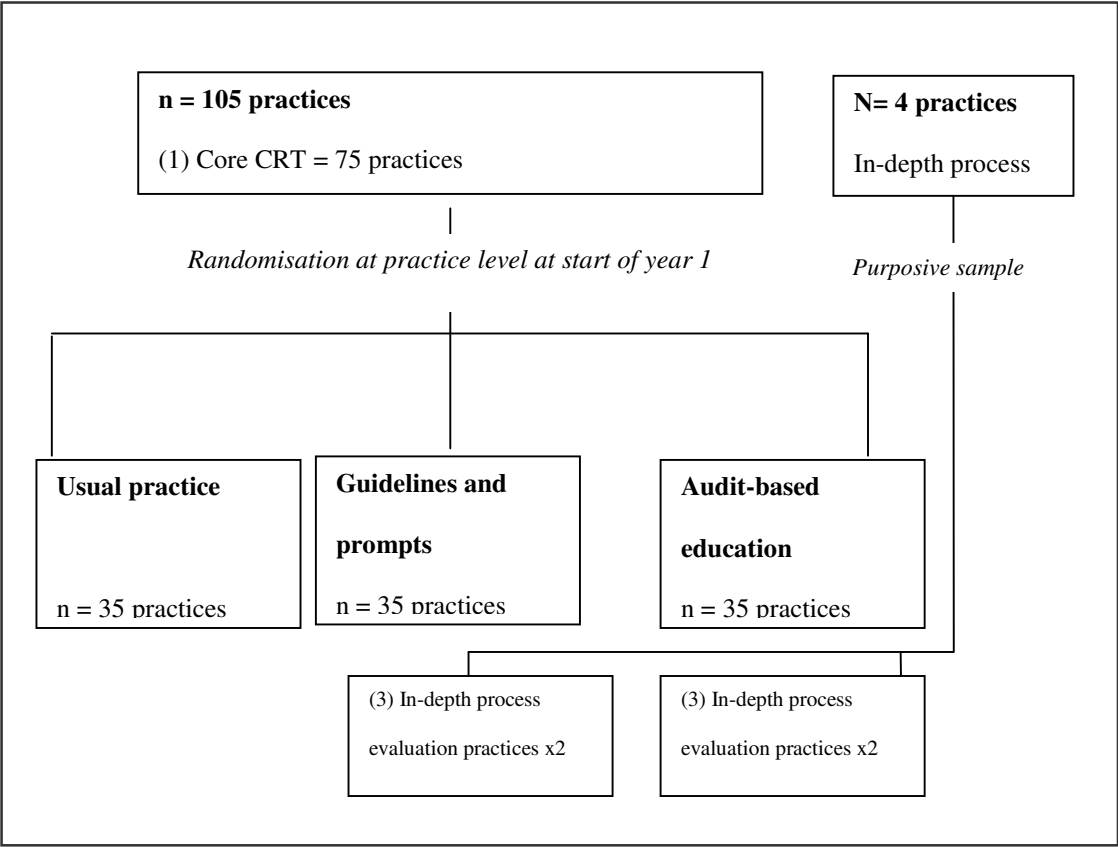 n = 105 practices
(1) Core CRT = 75 practices
N= 4 practices
In-depth process
Randomisation at practice level at start of year 1
Purposive sample
Usual practice
n = 35 practices
Guidelines and
prompts
n = 35 practices
Audit-based
education
n = 35 practices
(3) In-depth process
evaluation practices x2
(3) In-depth process
evaluation practices x2